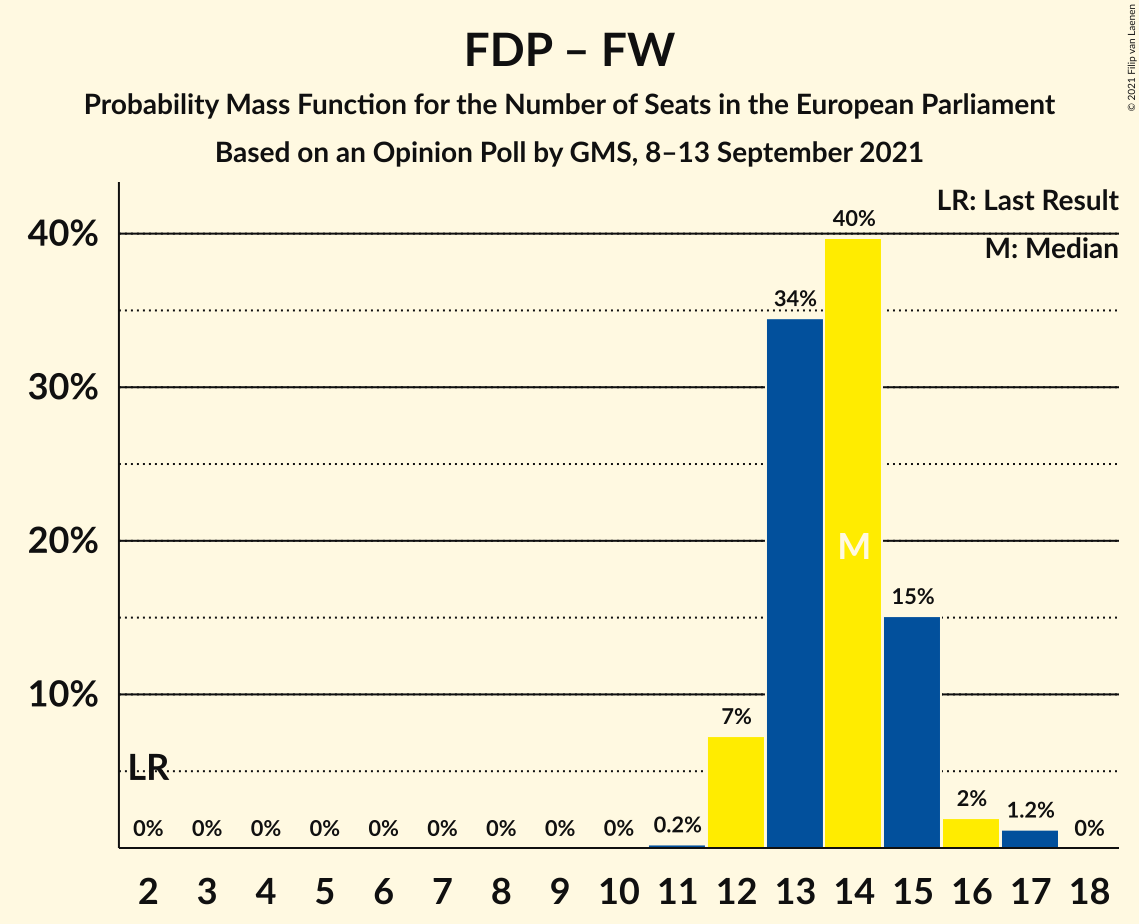 FDP – FW
Probability Mass Function for the Number of Seats in the European Parliament
Based on an Opinion Poll by GMS, 8–13 September 2021
© 2021 Filip van Laenen
LR: Last Result
M: Median
40%
30%
20%
10%
LR
0% 0% 0% 0% 0% 0% 0% 0% 0% 0.2% 7% 34% 40% 15% 2% 1.2% 0%
M
2 3 4 5 6 7 8 9 10 11 12 13 14 15 16 17 18